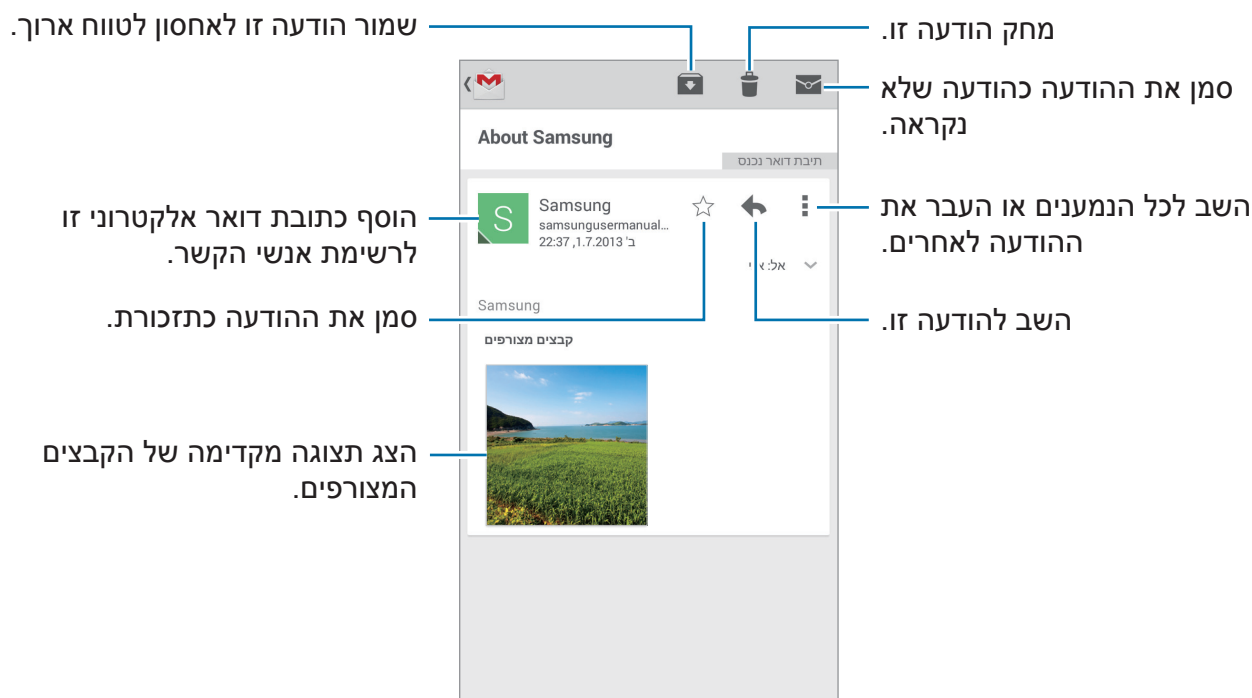 מחק הודעה זו.
שמור הודעה זו לאחסון לטווח ארוך.
סמן את ההודעה כהודעה שלא
נקראה.
About Samsung
תיבת דואר נכנס
השב לכל הנמענים או העבר את
ההודעה לאחרים.
S
Samsung
samsungusermanual...
ב' 1.7.2013, 22:37
הוסף כתובת דואר אלקטרוני זו
לרשימת אנשי הקשר.
אל:
Samsung
השב להודעה זו.
סמן את ההודעה כתזכורת.
קבצים מצורפים
הצג תצוגה מקדימה של הקבצים
המצורפים.